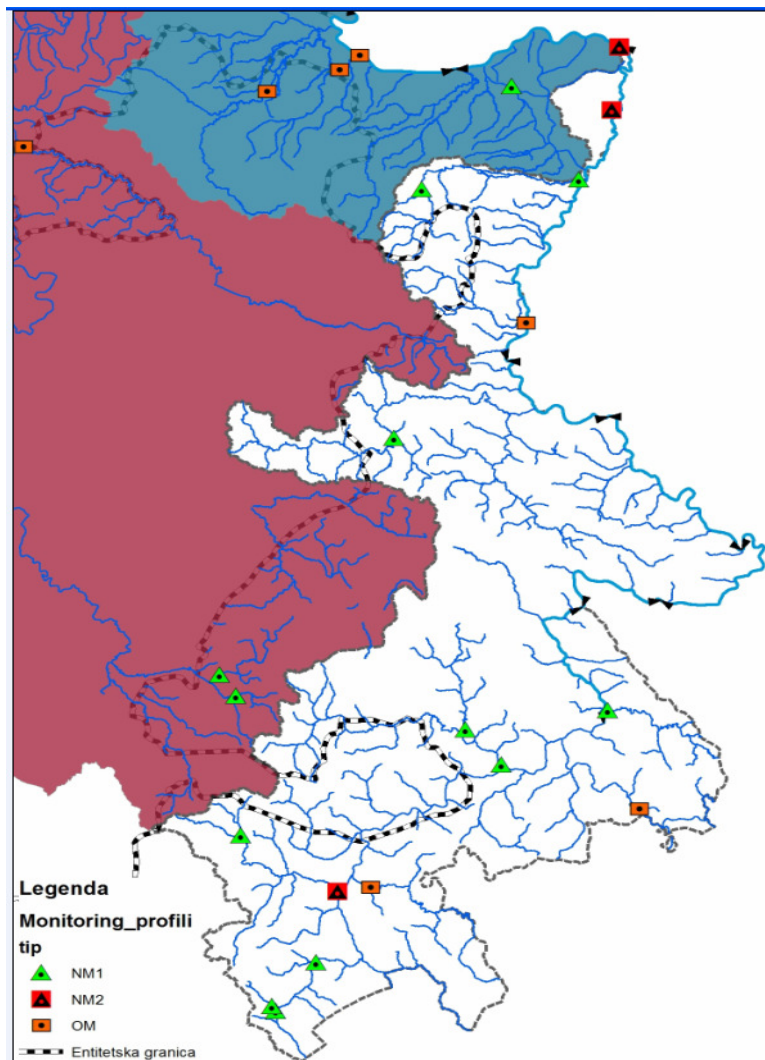 Legenda
Monitoring_profili
tip
NM1
NM2
OM
Entitetska granica